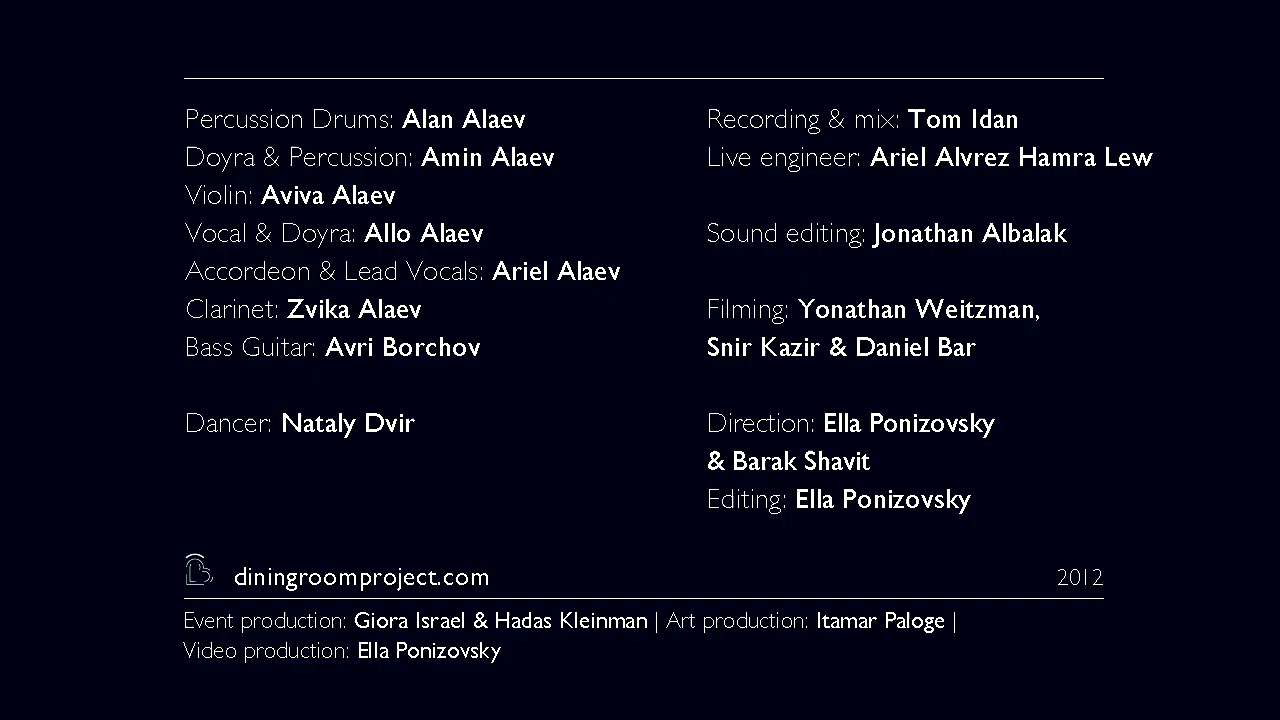 Percussion Drums: Alan Alaev
Doyra & Percussion: Amin Alaev
Violin: Aviva Alaev
Vocal & Doyra: Allo Alaev
Accordeon & Lead Vocals: Ariel Alaev
Clarinet: Zvika Alaev
Bass Guitar: Avri Borchov
Dancer: Nataly Dvir
Recording & mix: Tom Idan
Live engineer: Ariel Alvrez Hamra Lew
Sound editing: Jonathan Albalak
Filming: Yonathan Weitzman,
Snir Kazir & Daniel Bar
Direction: Ella Ponizovsky
& Barak Shavit
Editing: Ella Ponizovsky
diningroomproject.com
2012
Event production: Giora Israel & Hadas Kleinman | Art production: Itamar Paloge |
Video production: Ella Ponizovsky